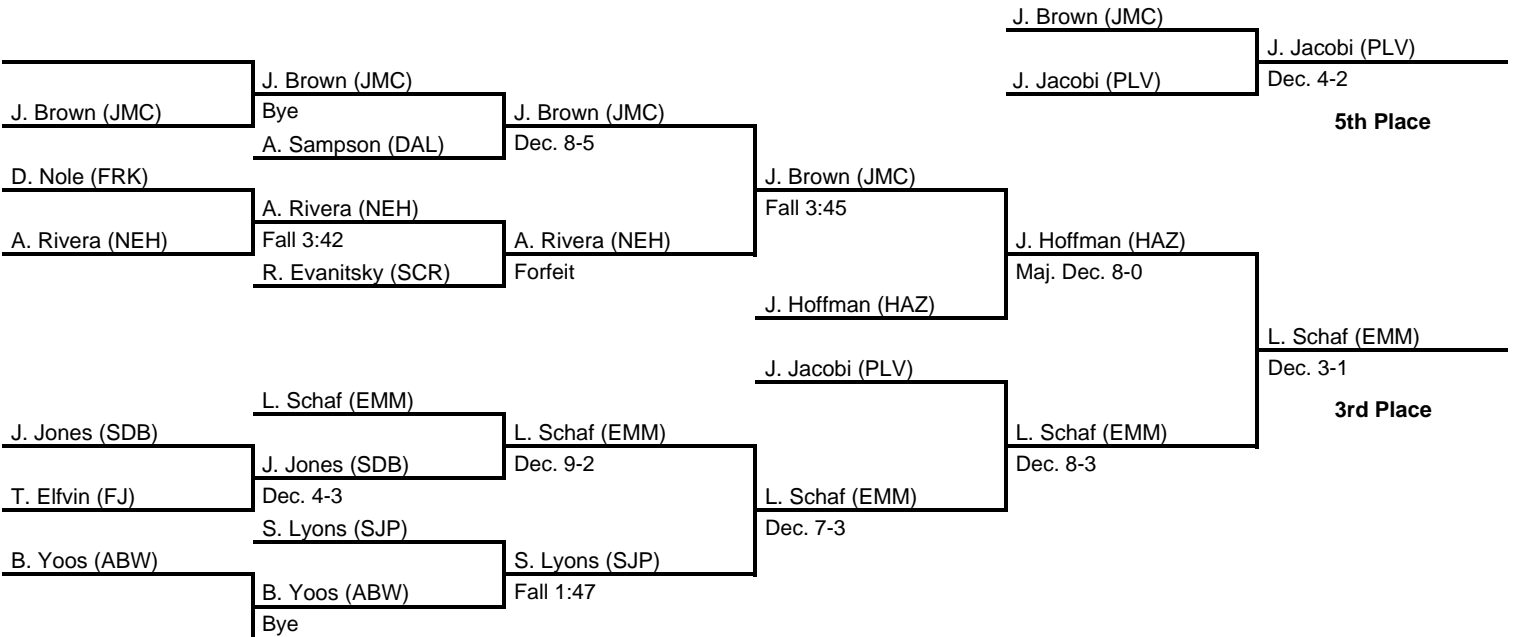 J. Brown (JMC)
J. Jacobi (PLV)
J. Brown (JMC)
J. Jacobi (PLV)
Dec. 4-2
J. Brown (JMC)
Bye
J. Brown (JMC)
5th Place
A. Sampson (DAL)
Dec. 8-5
D. Nole (FRK)
J. Brown (JMC)
A. Rivera (NEH)
Fall 3:45
A. Rivera (NEH)
Fall 3:42
A. Rivera (NEH)
J. Hoffman (HAZ)
R. Evanitsky (SCR)
Forfeit
Maj. Dec. 8-0
J. Hoffman (HAZ)
L. Schaf (EMM)
J. Jacobi (PLV)
Dec. 3-1
L. Schaf (EMM)
3rd Place
J. Jones (SDB)
L. Schaf (EMM)
L. Schaf (EMM)
J. Jones (SDB)
Dec. 9-2
Dec. 8-3
T. Elfvin (FJ)
Dec. 4-3
L. Schaf (EMM)
S. Lyons (SJP)
Dec. 7-3
B. Yoos (ABW)
S. Lyons (SJP)
B. Yoos (ABW)
Fall 1:47
Bye